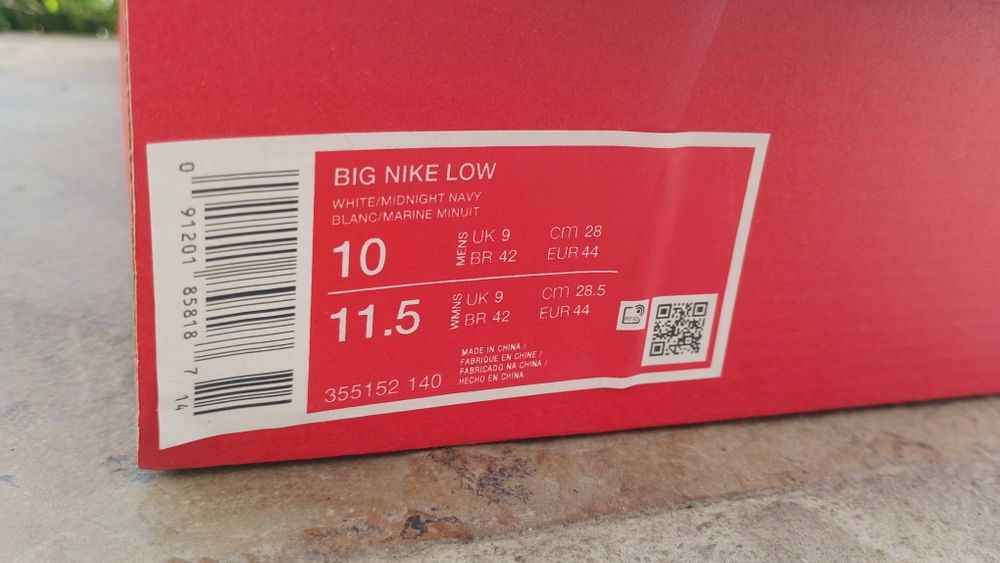 BIG NIKE LOW
WHITE/MIDNIGHT NAVY
BLANC/MARINE MINUIT
10 MENS UK 9 CM 28
BR 42 EUR 44
11.5 WMNS UK 9 CM 28.5
BR 42 EUR 44
MADE IN CHINA /
FABRIQUE EN CHINE /
FABRICADO NA CHINA /
HECHO EN CHINA
355152 140
0 91201 85818 7 14